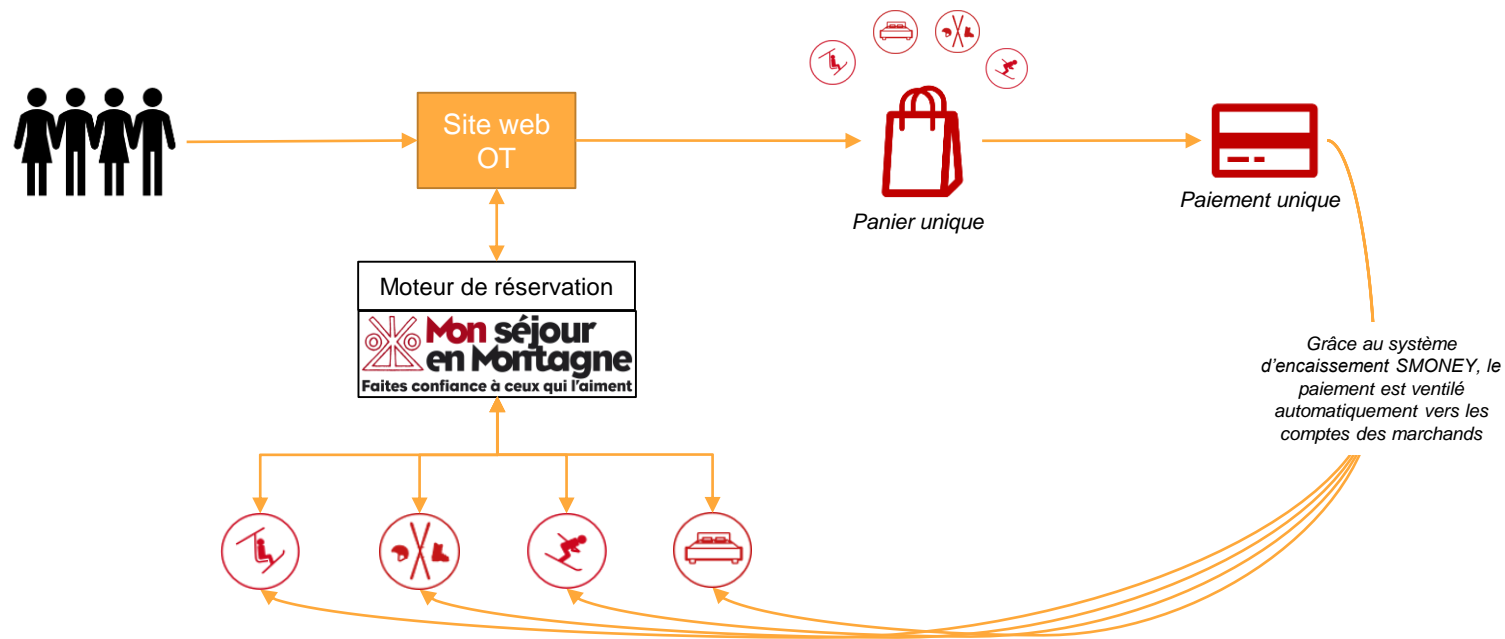 Site web
OT
Panier unique
Paiement unique
Moteur de réservation
Mon séjour
en Montagne
Faites confiance à ceux qui l'aiment
Grâce au système
d’encaissement SMONEY, le
paiement est ventilé
automatiquement vers les
comptes des marchands